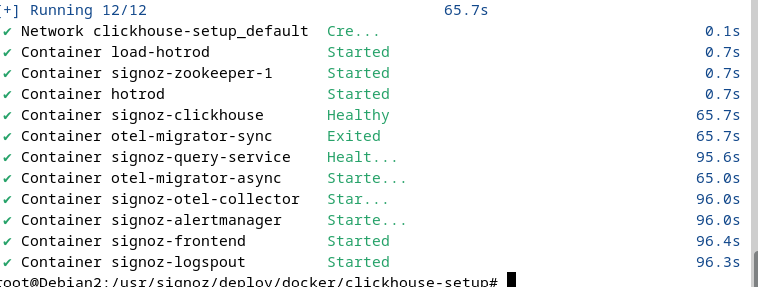 [+] Running 12/12 65.7s
✔ Network clickhouse-setup_default Cre... 0.1s
✔ Container load-hotrod Started 0.7s
✔ Container signoz-zookeeper-1 Started 0.7s
✔ Container hotrod Started 0.7s
✔ Container signoz-clickhouse Healthy 65.7s
✔ Container otel-migrator-sync Exited 65.7s
✔ Container signoz-query-service Healt... 95.6s
✔ Container otel-migrator-async Starte... 65.0s
✔ Container signoz-otel-collector Star... 96.0s
✔ Container signoz-alertmanager Starte... 96.0s
✔ Container signoz-frontend Started 96.4s
✔ Container signoz-logspout Started 96.3s
root@Debian2:/usr/signoz/deploy/docker/clickhouse-setup#